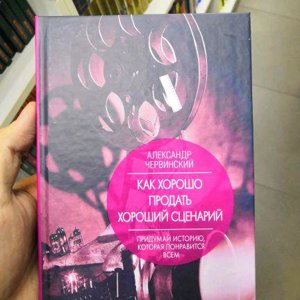 АЛЕКСАНДР
ЧЕРВИНСКИЙ
КАК ХОРОШО
ПРОДАТЬ
ХОРОШИЙ СЦЕНАРИЙ
ПРИДУМАЙ ИСТОРИЮ,
КОТОРАЯ ПОНРАВИТСЯ
ВСЕМ